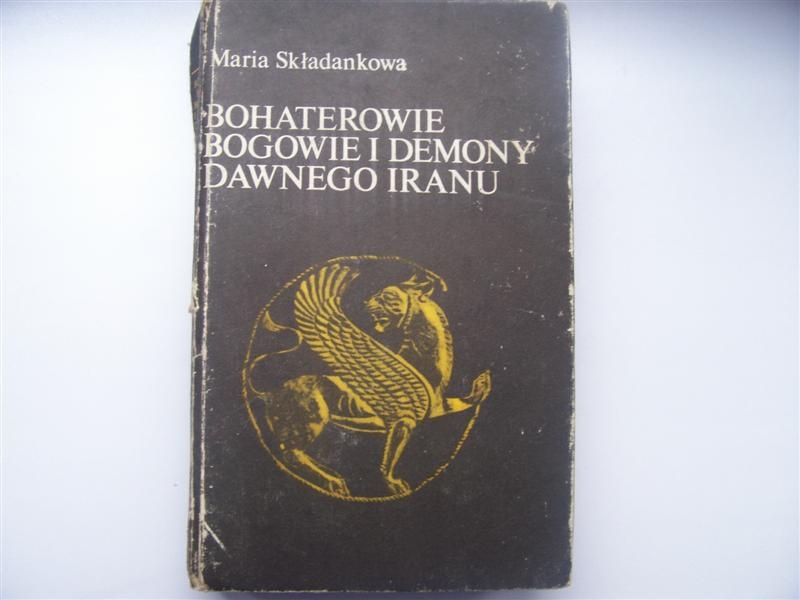 Maria Składankowa
BOHATEROWIE
BOGOWIE I DEMONY
DAWNEGO IRANU